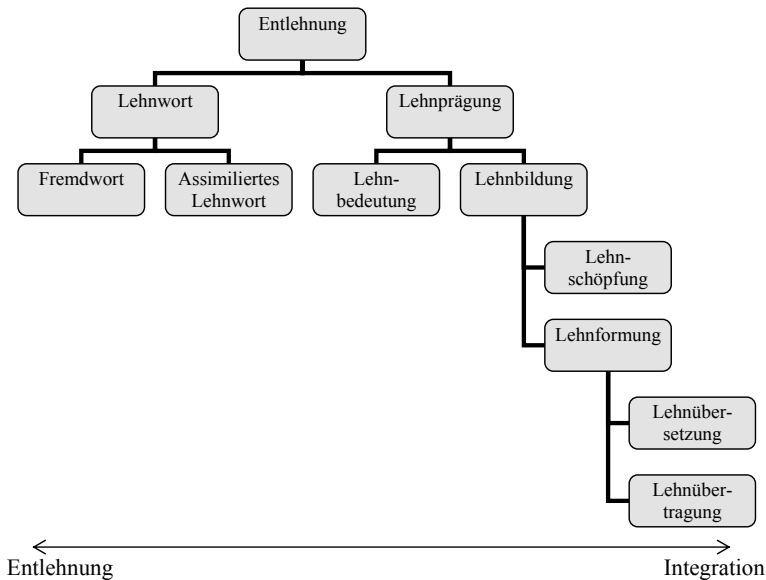 Entlehnung
Lehnwort
Lehnprägung
Fremdwort
Assimiliertes
Lehnwort
Lehn-
bedeutung
Lehnbildung
Lehn-
schöpfung
Lehnformung
Lehnüber-
setzung
Lehnüber-
tragung
Entlehnung
Integration